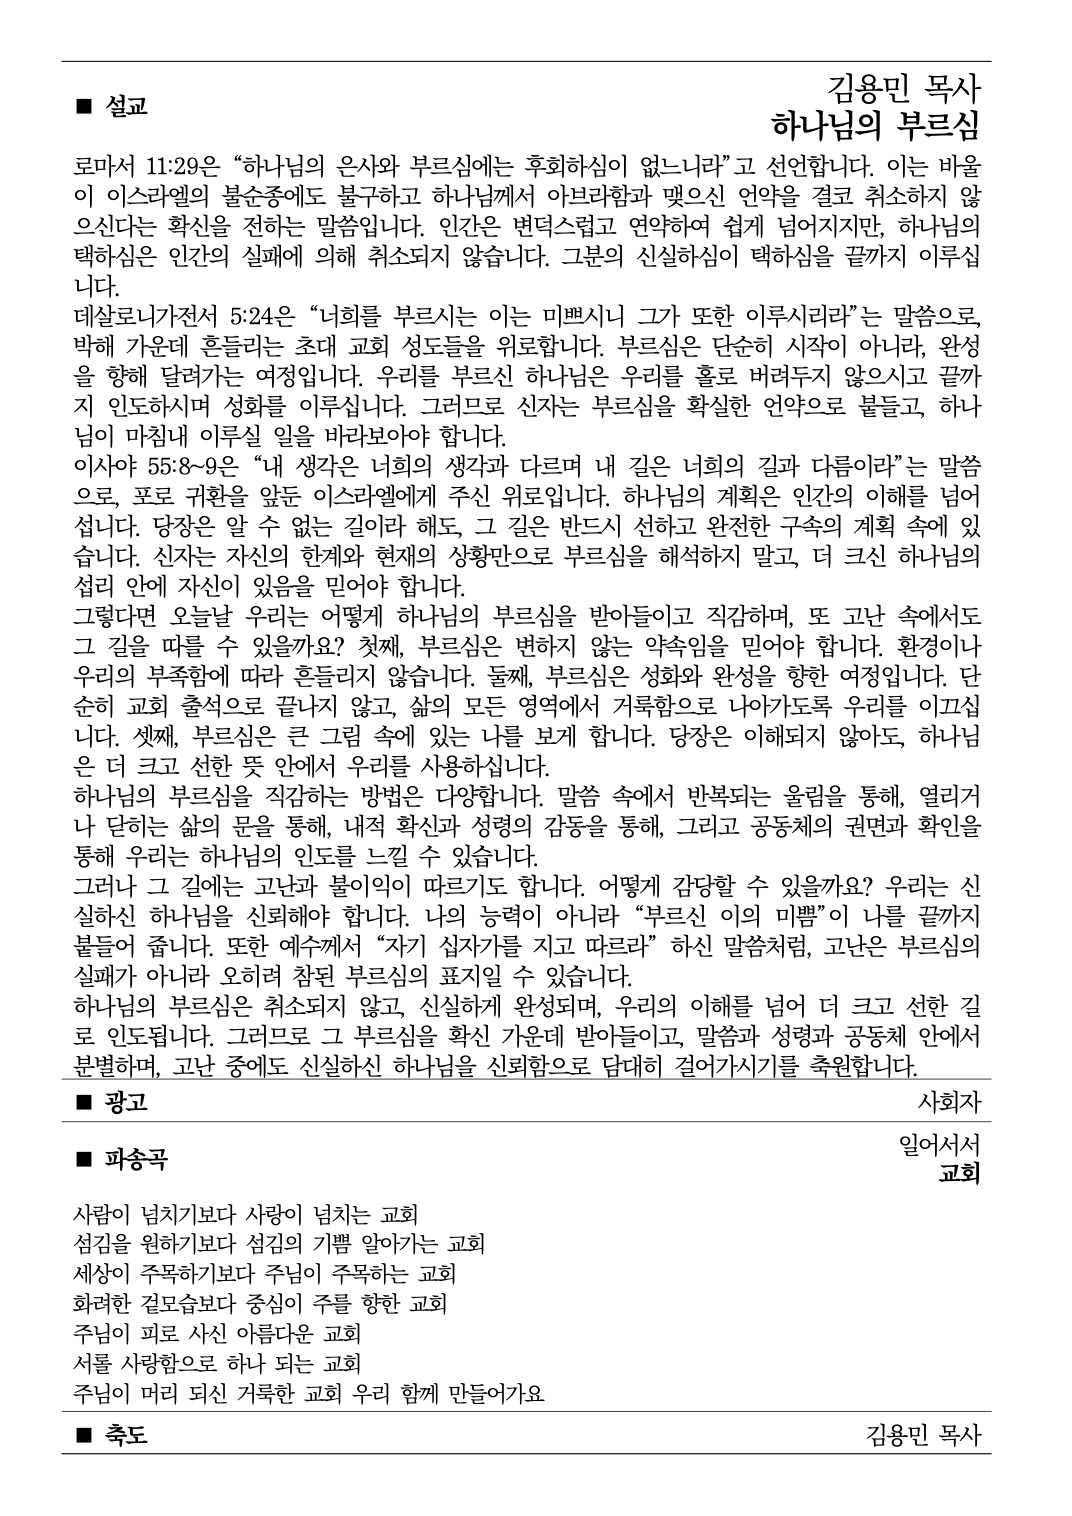 ■ 설교
김용민 목사
하나님의 부르심
로마서 11:29은 “하나님의 은사와 부르심에는 후회하심이 없느니라”고 선언합니다. 이는 바울
이 이스라엘의 불순종에도 불구하고 하나님께서 아브라함과 맺으신 언약을 결코 취소하지 않
으신다는 확신을 전하는 말씀입니다. 인간은 변덕스럽고 연약하여 쉽게 넘어지지만, 하나님의
택하심은 인간의 실패에 의해 취소되지 않습니다. 그분의 신실하심이 택하심을 끝까지 이루십
니다.
데살로니가전서 5:24은 “너희를 부르시는 이는 미쁘시니 그가 또한 이루시리라”는 말씀으로,
박해 가운데 흔들리는 초대 교회 성도들을 위로합니다. 부르심은 단순히 시작이 아니라, 완성
을 향해 달려가는 여정입니다. 우리를 부르신 하나님은 우리를 홀로 버려두지 않으시고 끝까
지 인도하시며 성화를 이루십니다. 그러므로 신자는 부르심을 확실한 언약으로 붙들고, 하나
님이 마침내 이루실 일을 바라보아야 합니다.
이사야 55:8~9은 “내 생각은 너희의 생각과 다르며 내 길은 너희의 길과 다름이라”는 말씀
으로, 포로 귀환을 앞둔 이스라엘에게 주신 위로입니다. 하나님의 계획은 인간의 이해를 넘어
섭니다. 당장은 알 수 없는 길이라 해도, 그 길은 반드시 선하고 완전한 구속의 계획 속에 있
습니다. 신자는 자신의 한계와 현재의 상황만으로 부르심을 해석하지 말고, 더 크신 하나님의
섭리 안에 자신이 있음을 믿어야 합니다.
그렇다면 오늘날 우리는 어떻게 하나님의 부르심을 받아들이고 직감하며, 또 고난 속에서도
그 길을 따를 수 있을까요? 첫째, 부르심은 변하지 않는 약속임을 믿어야 합니다. 환경이나
우리의 부족함에 따라 흔들리지 않습니다. 둘째, 부르심은 성화와 완성을 향한 여정입니다. 단
순히 교회 출석으로 끝나지 않고, 삶의 모든 영역에서 거룩함으로 나아가도록 우리를 이끄십
니다. 셋째, 부르심은 큰 그림 속에 있는 나를 보게 합니다. 당장은 이해되지 않아도, 하나님
은 더 크고 선한 뜻 안에서 우리를 사용하십니다.
하나님의 부르심을 직감하는 방법은 다양합니다. 말씀 속에서 반복되는 울림을 통해, 열리거
나 닫히는 삶의 문을 통해, 내적 확신과 성령의 감동을 통해, 그리고 공동체의 권면과 확인을
통해 우리는 하나님의 인도를 느낄 수 있습니다.
그러나 그 길에는 고난과 불이익이 따르기도 합니다. 어떻게 감당할 수 있을까요? 우리는 신
실하신 하나님을 신뢰해야 합니다. 나의 능력이 아니라 “부르신 이의 미쁨”이 나를 끝까지
붙들어 줍니다. 또한 예수께서 “자기 십자가를 지고 따르라” 하신 말씀처럼, 고난은 부르심의
실패가 아니라 오히려 참된 부르심의 표지일 수 있습니다.
하나님의 부르심은 취소되지 않고, 신실하게 완성되며, 우리의 이해를 넘어 더 크고 선한 길
로 인도됩니다. 그러므로 그 부르심을 확신 가운데 받아들이고, 말씀과 성령과 공동체 안에서
분별하며, 고난 중에도 신실하신 하나님을 신뢰함으로 담대히 걸어가시기를 축원합니다.
■ 광고 사회자
■ 파송곡
일어서서
교회
사람이 넘치기보다 사랑이 넘치는 교회
섬김을 원하기보다 섬김의 기쁨 알아가는 교회
세상이 주목하기보다 주님이 주목하는 교회
화려한 겉모습보다 중심이 주를 향한 교회
주님이 피로 사신 아름다운 교회
서롤 사랑함으로 하나 되는 교회
주님이 머리 되신 거룩한 교회 우리 함께 만들어가요
■ 축도 김용민 목사